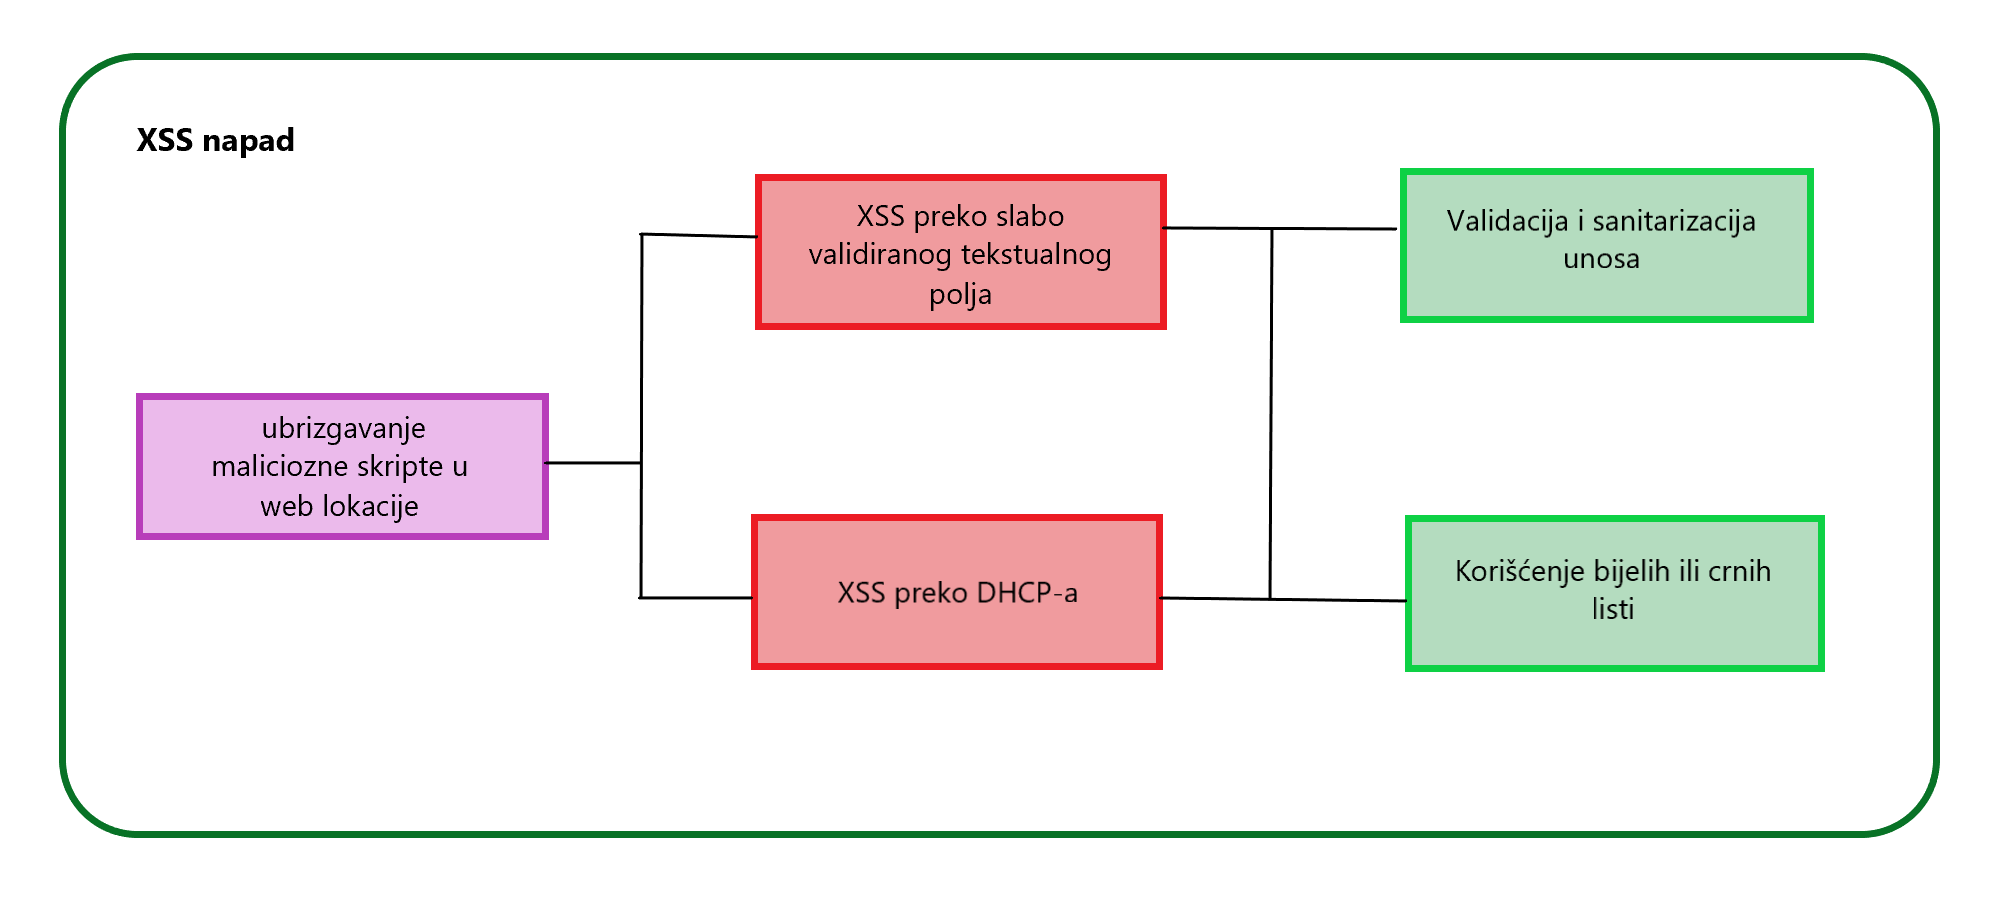 XSS napad
ubrizgavanje
maliciozne skripte u
web lokacije
XSS preko slabo
validiranog tekstualnog
polja
XSS preko DHCP-a
Validacija i sanitarizacija
unosa
Korišćenje bijelih ili crnih
listi